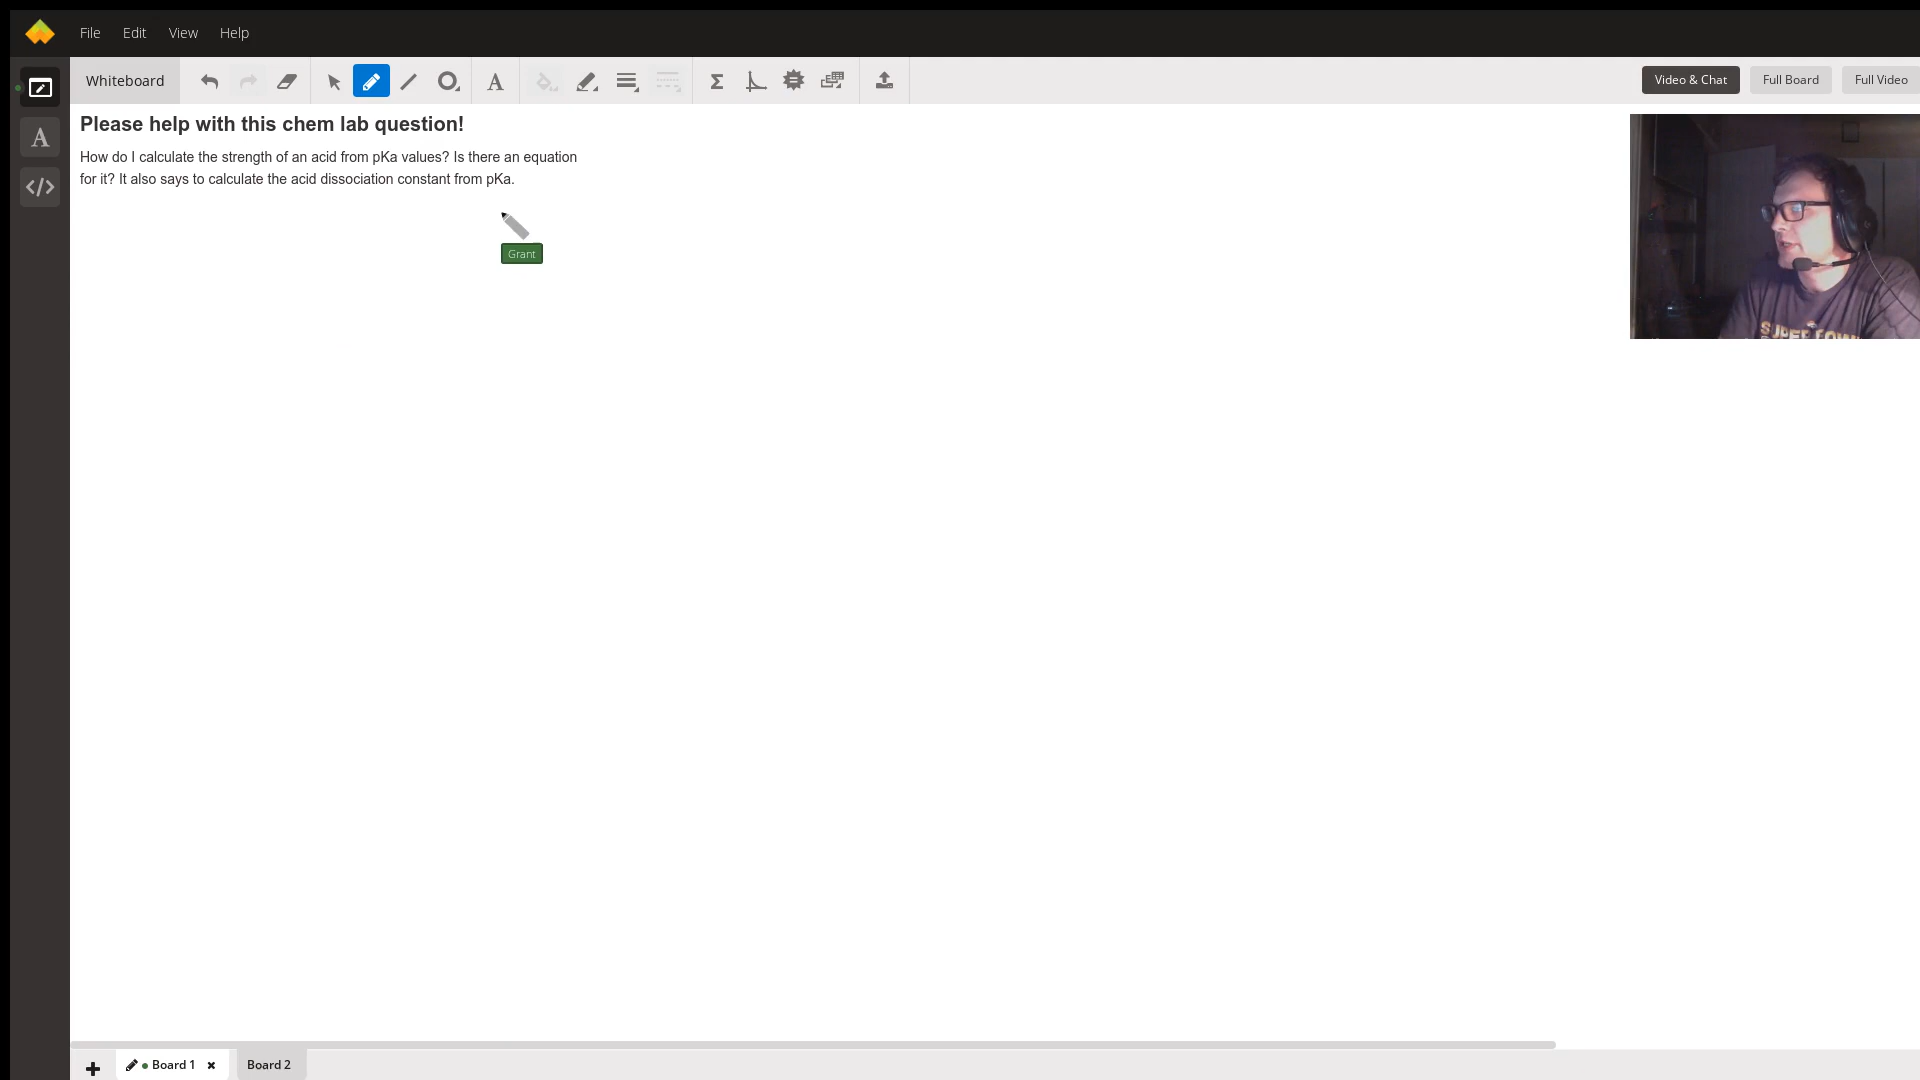 File Edit View Help
Whiteboard
A
Σ
Video & Chat Full Board Full Video
Please help with this chem lab question!
How do I calculate the strength of an acid from pKa values? Is there an equation
for it? It also says to calculate the acid dissociation constant from pKa.
Grant
SUPER
Board 1 Board 2